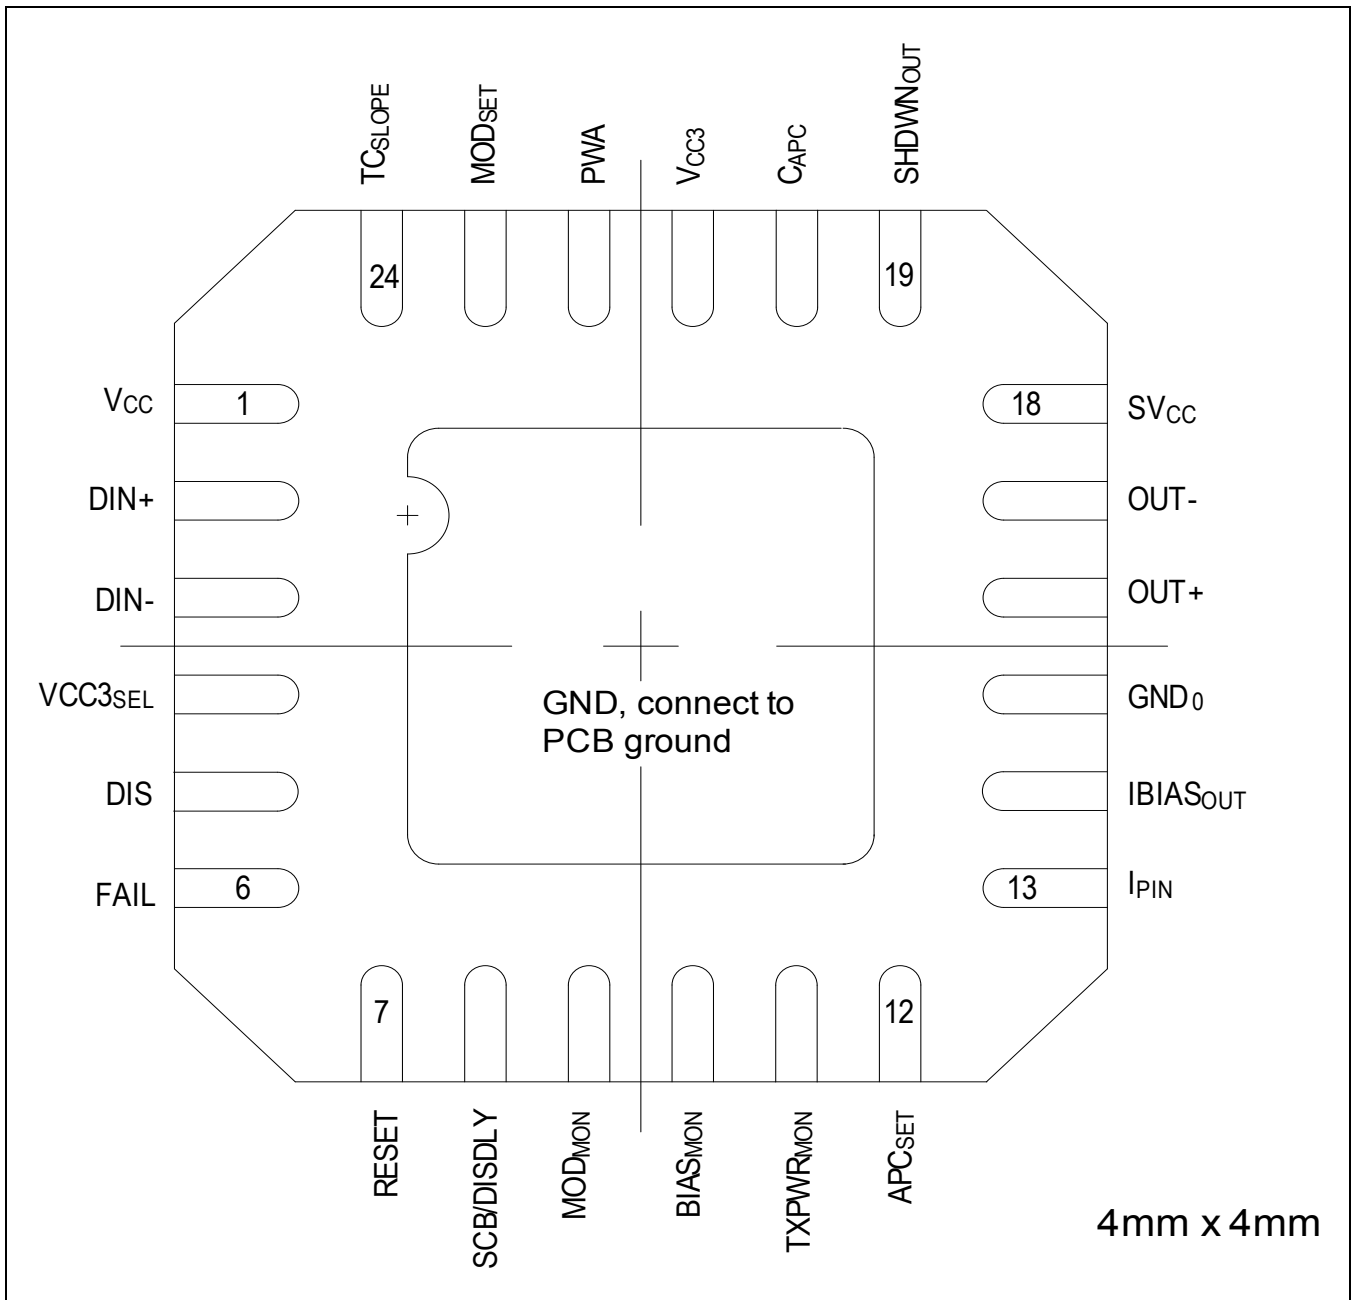 TCSLOPE
MODSET
PWA
VCC3
CAPC
SHDWNOUT
24
19
VCC
1
18
SVCC
DIN+
OUT-
DIN-
OUT+
VCC3SEL
GND0
GND, connect to
PCB ground
DIS
IBIASOUT
FAIL
6
13
IPIN
7
12
RESET
SCB/DISDLY
MODMON
BIASMON
TXPWRMON
APCSET
4mm x 4mm